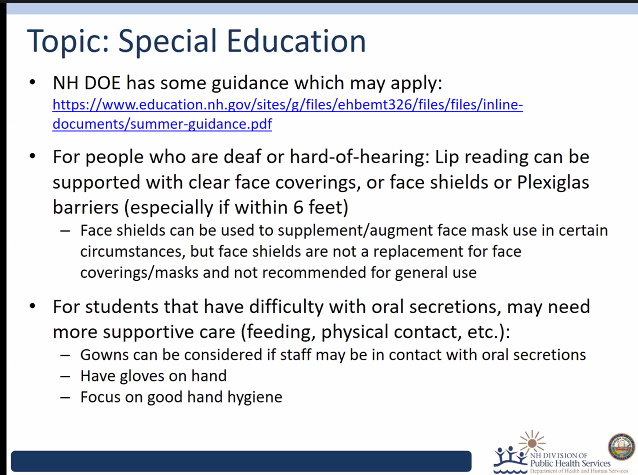 Topic: Special Education
• NH DOE has some guidance which may apply:
https://www.education.nh.gov/sites/g/files/ehbemt326/files/files/inline-
documents/summer-guidance.pdf
• For people who are deaf or hard-of-hearing: Lip reading can be
supported with clear face coverings, or face shields or Plexiglas
barriers (especially if within 6 feet)
– Face shields can be used to supplement/augment face mask use in certain
circumstances, but face shields are not a replacement for face
coverings/masks and not recommended for general use
• For students that have difficulty with oral secretions, may need
more supportive care (feeding, physical contact, etc.):
– Gowns can be considered if staff may be in contact with oral secretions
– Have gloves on hand
– Focus on good hand hygiene
NH DIVISION OF
Public Health Services
Department of Health and Human Services